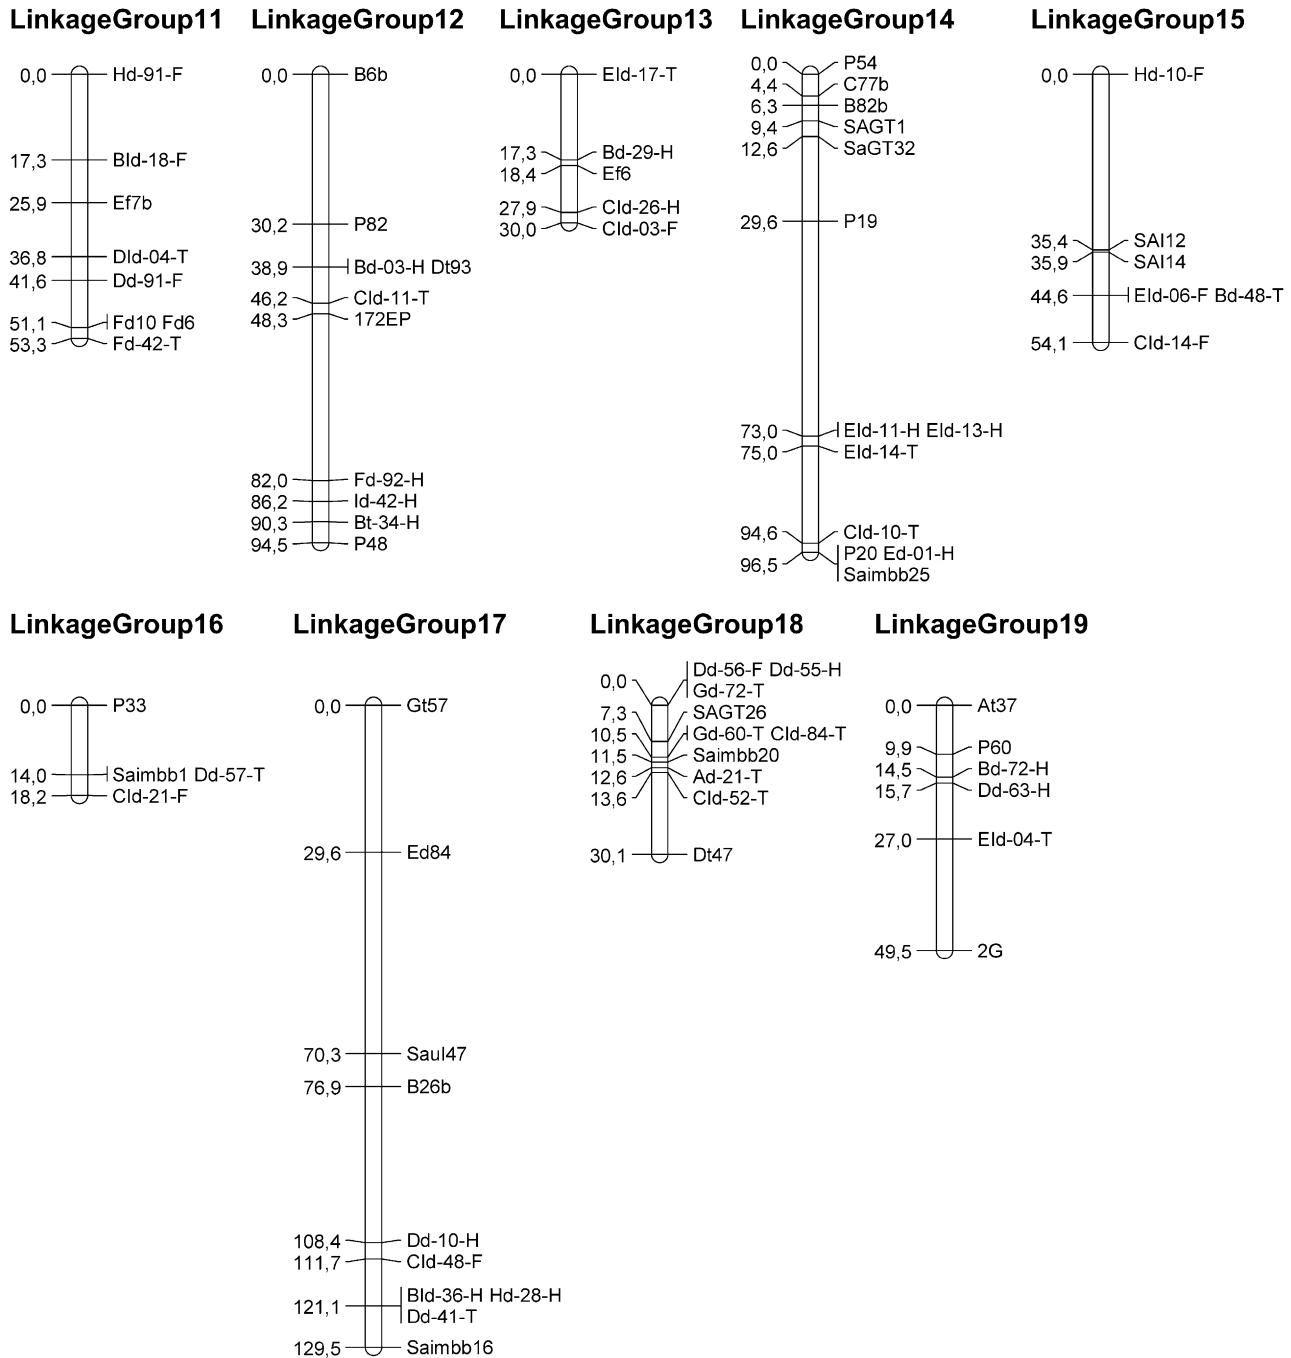 LinkageGroup11
0,0 Hd-91-F
17,3 Bld-18-F
25,9 Ef7b
36,8 Dld-04-T
41,6 Dd-91-F
51,1 Fd10 Fd6
53,3 Fd-42-T
LinkageGroup12
0,0 B6b
30,2 P82
38,9 Bd-03-H Dt93
46,2 Cld-11-T
48,3 172EP
82,0 Fd-92-H
86,2 Id-42-H
90,3 Bt-34-H
94,5 P48
LinkageGroup13
0,0 Eld-17-T
17,3 Bd-29-H
18,4 Ef6
27,9 Cld-26-H
30,0 Cld-03-F
LinkageGroup14
0,0 P54
4,4 C77b
6,3 B82b
9,4 SAGT1
12,6 SaGT32
29,6 P19
73,0 Eld-11-H Eld-13-H
75,0 Eld-14-T
94,6 Cld-10-T
96,5 P20 Ed-01-H
Saimbb25
LinkageGroup15
0,0 Hd-10-F
35,4 SAI12
35,9 SAI14
44,6 Eld-06-F Bd-48-T
54,1 Cld-14-F
LinkageGroup16
0,0 P33
14,0 Saimbb1 Dd-57-T
18,2 Cld-21-F
LinkageGroup17
0,0 Gt57
29,6 Ed84
70,3 SauI47
76,9 B26b
108,4 Dd-10-H
111,7 Cld-48-F
121,1 Bld-36-H Hd-28-H
Dd-41-T
129,5 Saimbb16
LinkageGroup18
0,0 Dd-56-F Dd-55-H
Gd-72-T
7,3 SAGT26
10,5 Gd-60-T Cld-84-T
11,5 Saimbb20
12,6 Ad-21-T
13,6 Cld-52-T
30,1 Dt47
LinkageGroup19
0,0 At37
9,9 P60
14,5 Bd-72-H
15,7 Dd-63-H
27,0 Eld-04-T
49,5 2G